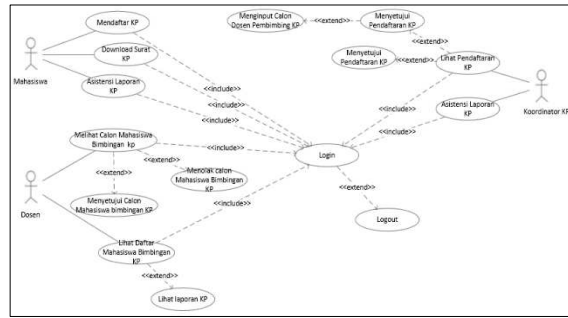 Mendaftar KP
Download Surat
KP
Asistensi Laporan
KP
Mahasiswa
Menginput Calon
Dosen Pembimbing KP
<<extend>>
Menyetujui
Pendaftaran KP
<<extend>>
Menyetujui
Pendaftaran KP
<<extend>>
Lihat Pendaftaran
KP
Asistensi Laporan
KP
Koordinator KP
<<include>>
<<include>>
<<include>>
<<include>>
<<include>>
Melihat Calon Mahasiswa
Bimbingan kp
<<include>>
Login
<<extend>>
<<extend>>
Menolak calon
Mahasiswa Bimbingan
KP
Menyetujui Calon
Mahasiswa bimbingan KP
Dosen
<<include>>
<<extend>>
Logout
Lihat Daftar
Mahasiswa Bimbingan
KP
<<extend>>
Lihat laporan KP